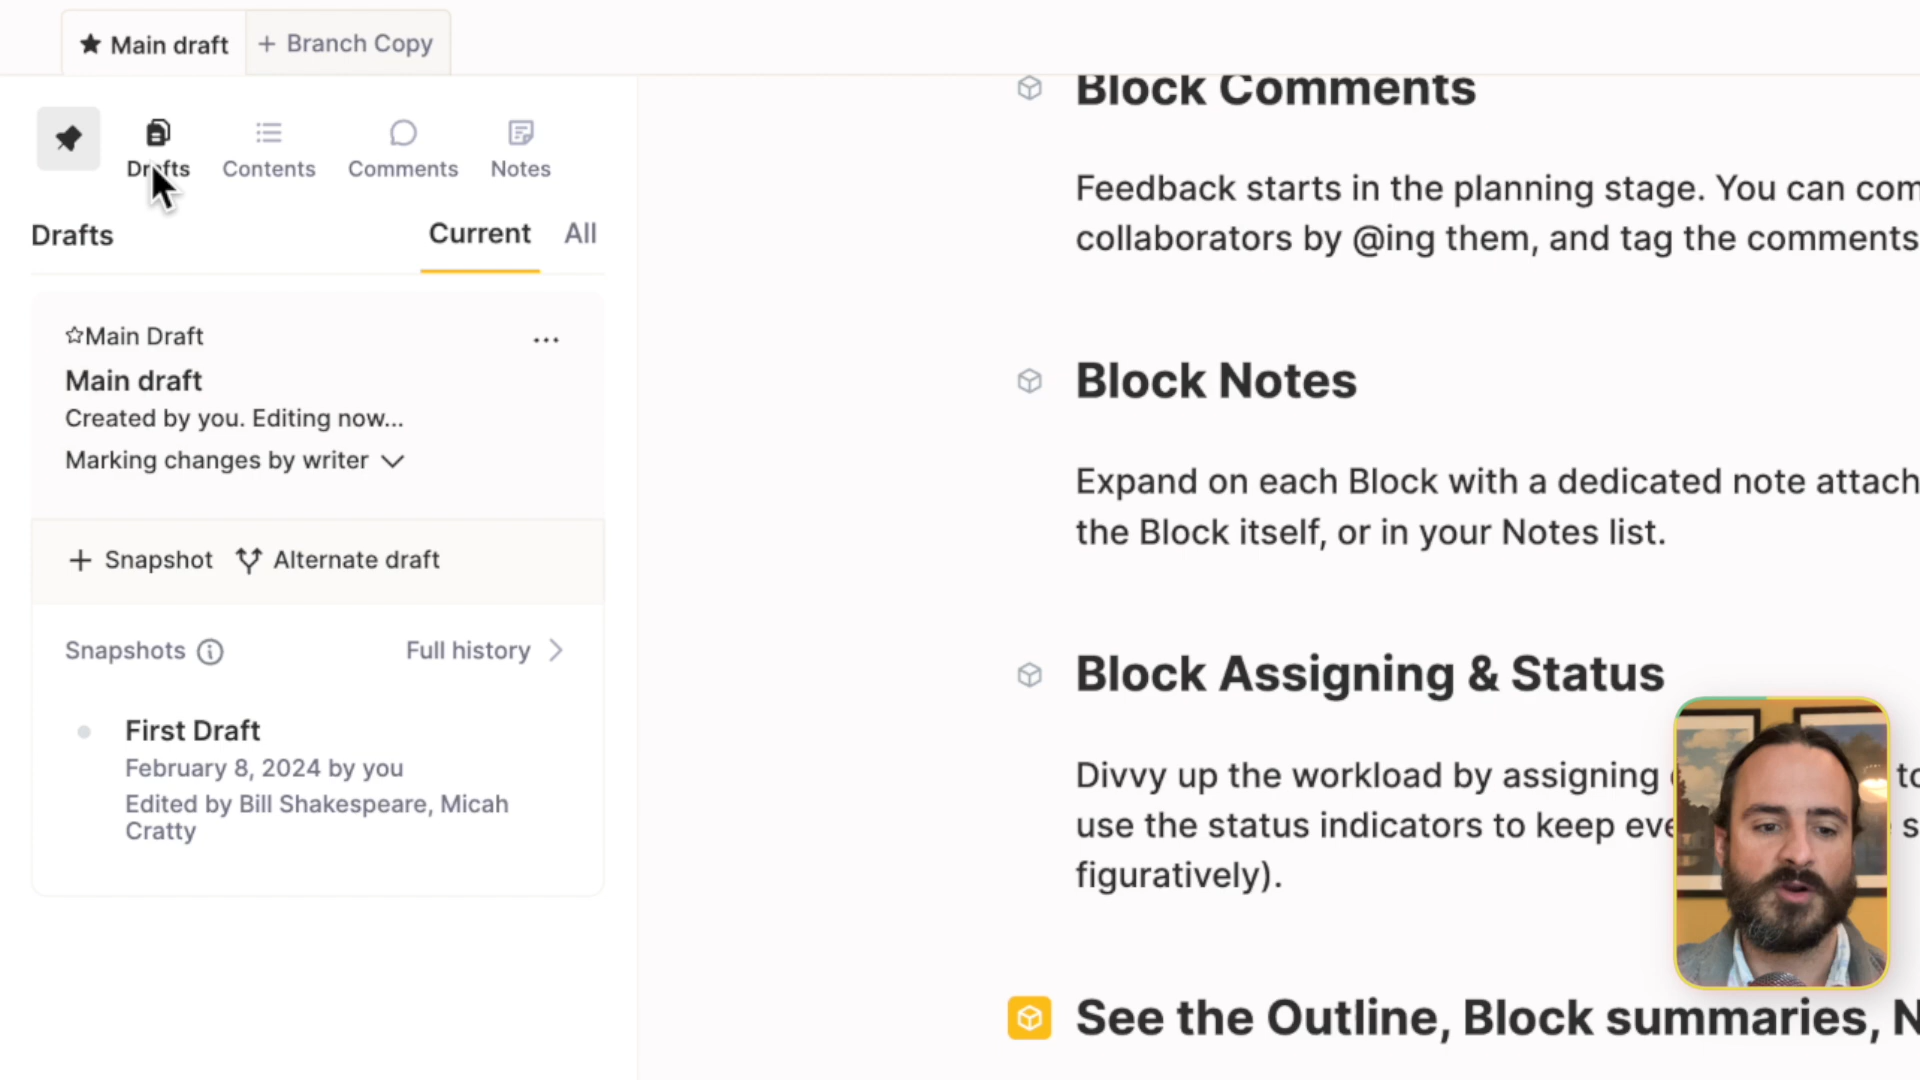 Main draft
+ Branch Copy
Drafts
Contents
Comments
Notes
Drafts
Current
All
Main Draft
...
Main draft
Created by you. Editing now...
Marking changes by writer
+ Snapshot
Alternate draft
Snapshots
Full history
First Draft
February 8, 2024 by you
Edited by Bill Shakespeare, Micah
Cratty
Block Comments
Feedback starts in the planning stage. You can com
collaborators by @ing them, and tag the comments
Block Notes
Expand on each Block with a dedicated note attach
the Block itself, or in your Notes list.
Block Assigning & Status
Divvy up the workload by assigning
use the status indicators to keep eve
figuratively).
See the Outline, Block summaries, N